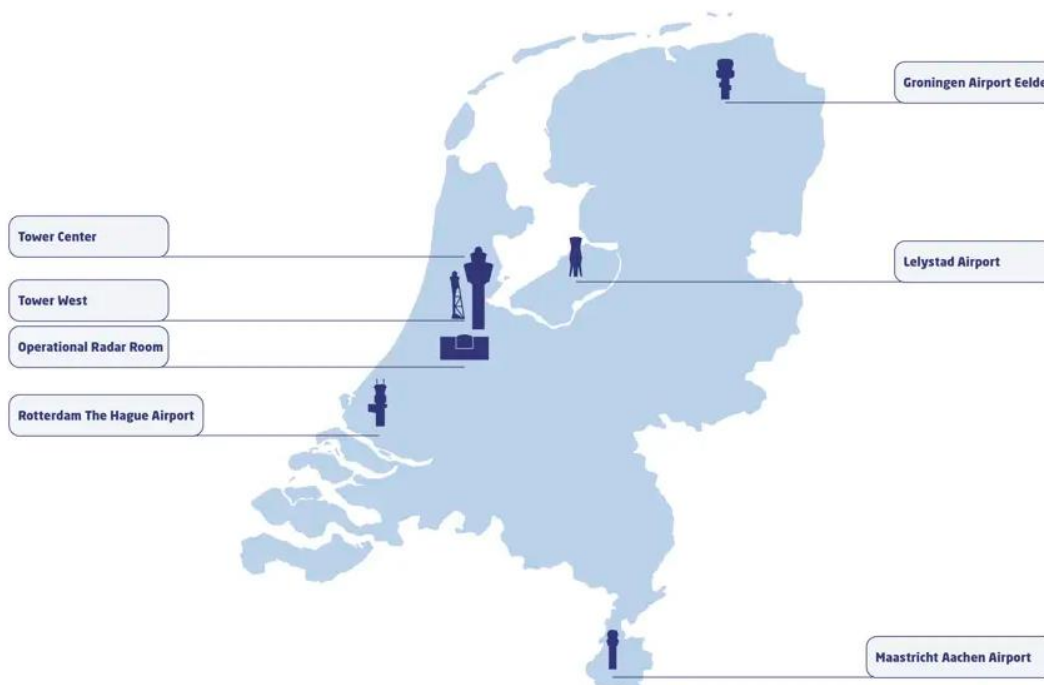 Groningen Airport Eelde
Tower Center
Lelystad Airport
Tower West
Operational Radar Room
Rotterdam The Hague Airport
Maastricht Aachen Airport